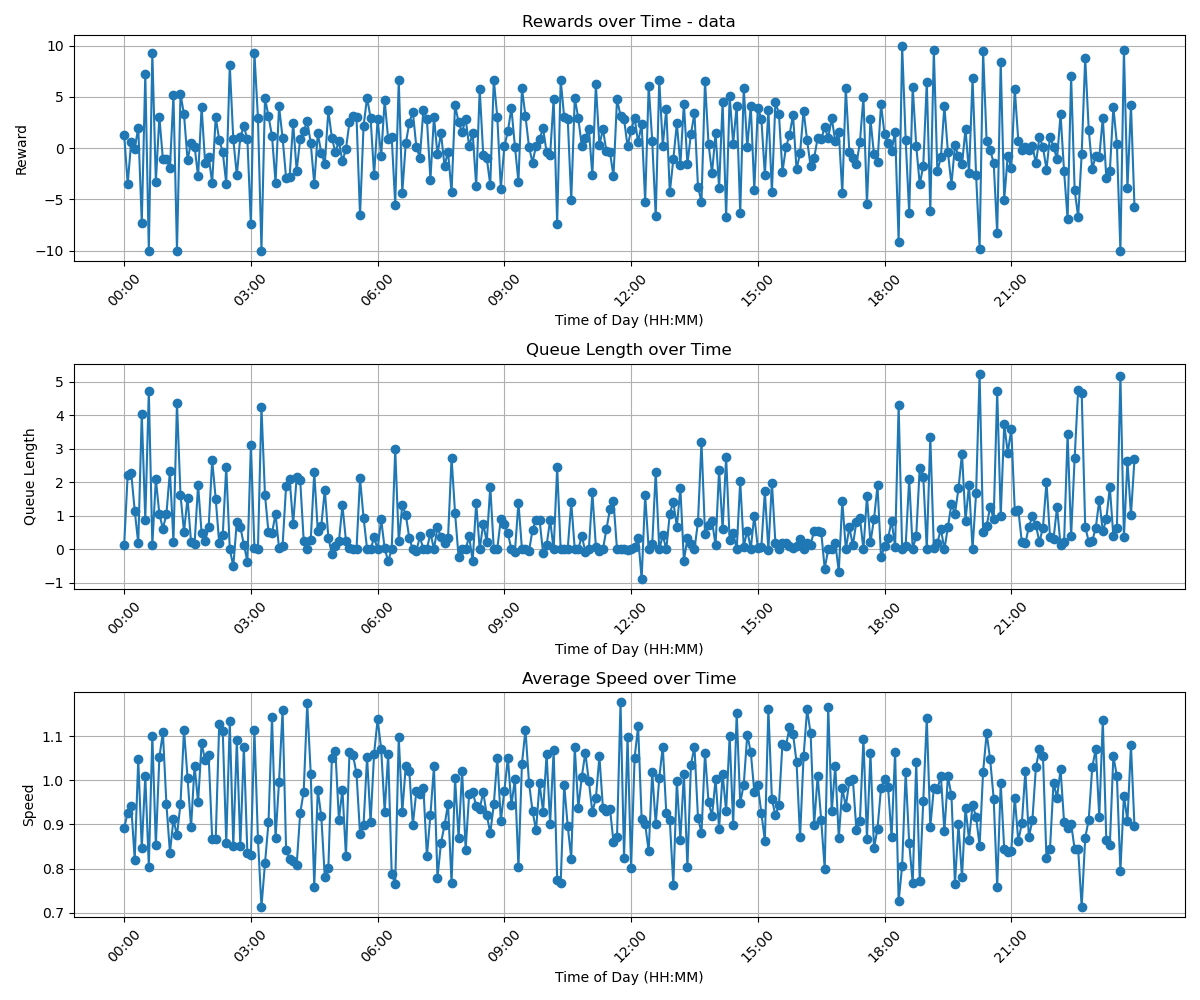 Rewards over Time - data
Reward
10
5
0
−5
−10
00:00 03:00 06:00 09:00 12:00 15:00 18:00 21:00
Time of Day (HH:MM)
Queue Length over Time
Queue Length
5
4
3
2
1
0
−1
00:00 03:00 06:00 09:00 12:00 15:00 18:00 21:00
Time of Day (HH:MM)
Average Speed over Time
Speed
1.1
1.0
0.9
0.8
0.7
00:00 03:00 06:00 09:00 12:00 15:00 18:00 21:00
Time of Day (HH:MM)